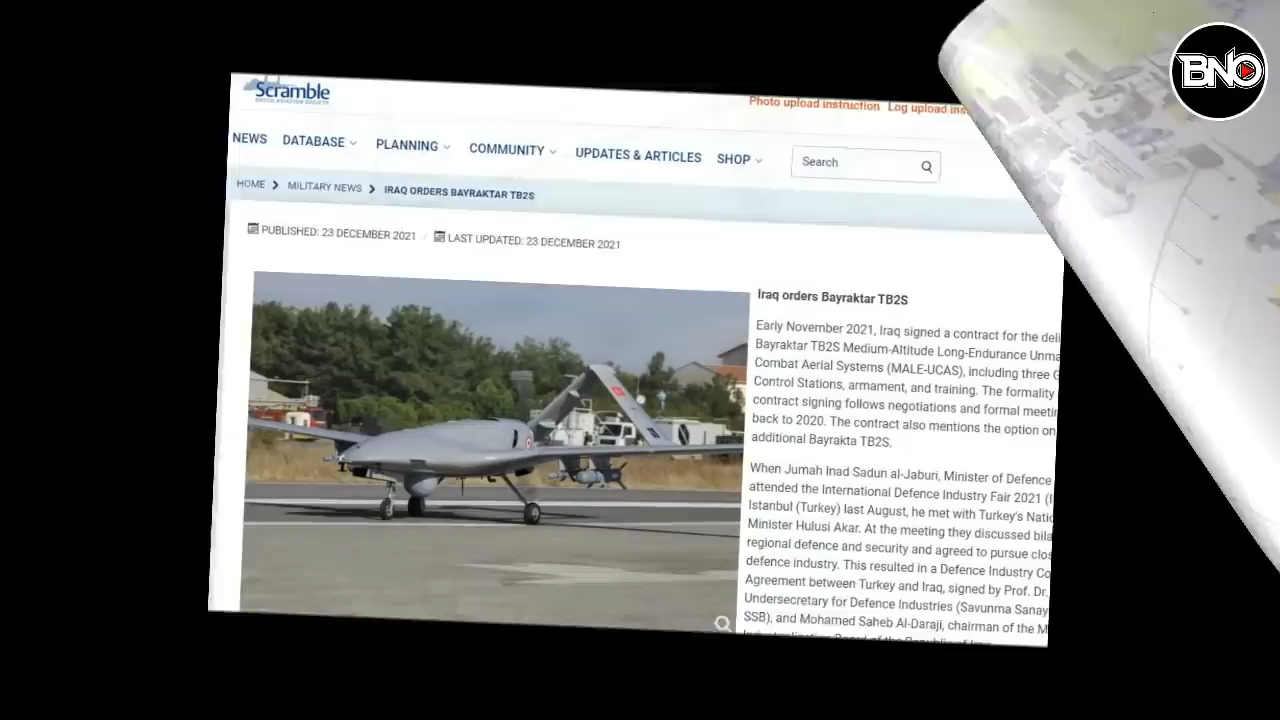 BNO
Scramble
DUTCH AVIATION SOCIETY
Photo upload instruction Log upload
NEWS DATABASE PLANNING COMMUNITY UPDATES & ARTICLES SHOP Search
HOME MILITARY NEWS IRAQ ORDERS BAYRAKTAR TB2S
PUBLISHED: 23 DECEMBER 2021 / LAST UPDATED: 23 DECEMBER 2021
Iraq orders Bayraktar TB2S
Early November 2021, Iraq signed a contract for the
Bayraktar TB2S Medium-Altitude Long-Endurance
Combat Aerial Systems (MALE-UCAS), including three
Control Stations, armament, and training. The formality
contract signing follows negotiations and formal
back to 2020. The contract also mentions the option on
additional Bayrakta TB2S.
When Jumah Inad Sadun al-Jaburi, Minister of Defence
attended the International Defence Industry Fair 2021
Istanbul (Turkey) last August, he met with Turkey's
Minister Hulusi Akar. At the meeting they discussed
regional defence and security and agreed to pursue
defence industry. This resulted in a Defence Industry
Agreement between Turkey and Iraq, signed by Prof. Dr.
Undersecretary for Defence Industries (Savunma
SSB), and Mohamed Saheb Al-Daraji, chairman of the